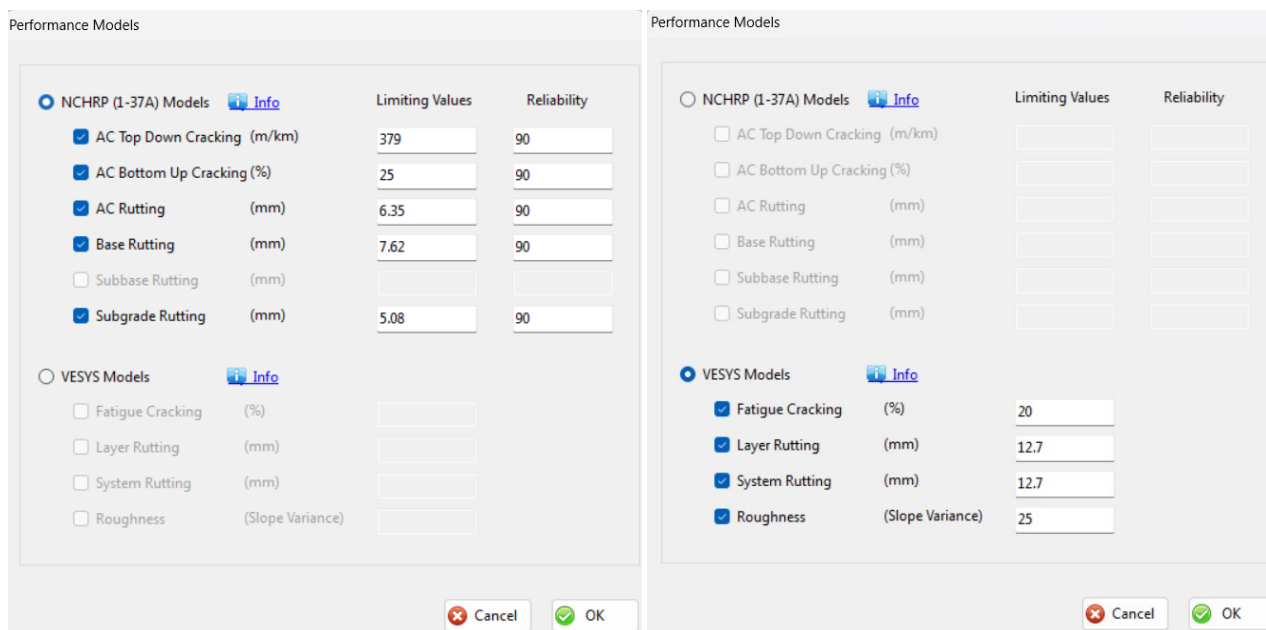 Performance Models
NCHRP (1-37A) Models Info Limiting Values Reliability
AC Top Down Cracking (m/km) 379 90
AC Bottom Up Cracking (%) 25 90
AC Rutting (mm) 6.35 90
Base Rutting (mm) 7.62 90
Subbase Rutting (mm)
Subgrade Rutting (mm) 5.08 90
VESYS Models Info
Fatigue Cracking (%)
Layer Rutting (mm)
System Rutting (mm)
Roughness (Slope Variance)
Cancel OK
Performance Models
NCHRP (1-37A) Models Info Limiting Values Reliability
AC Top Down Cracking (m/km)
AC Bottom Up Cracking (%)
AC Rutting (mm)
Base Rutting (mm)
Subbase Rutting (mm)
Subgrade Rutting (mm)
VESYS Models Info
Fatigue Cracking (%) 20
Layer Rutting (mm) 12.7
System Rutting (mm) 12.7
Roughness (Slope Variance) 25
Cancel OK